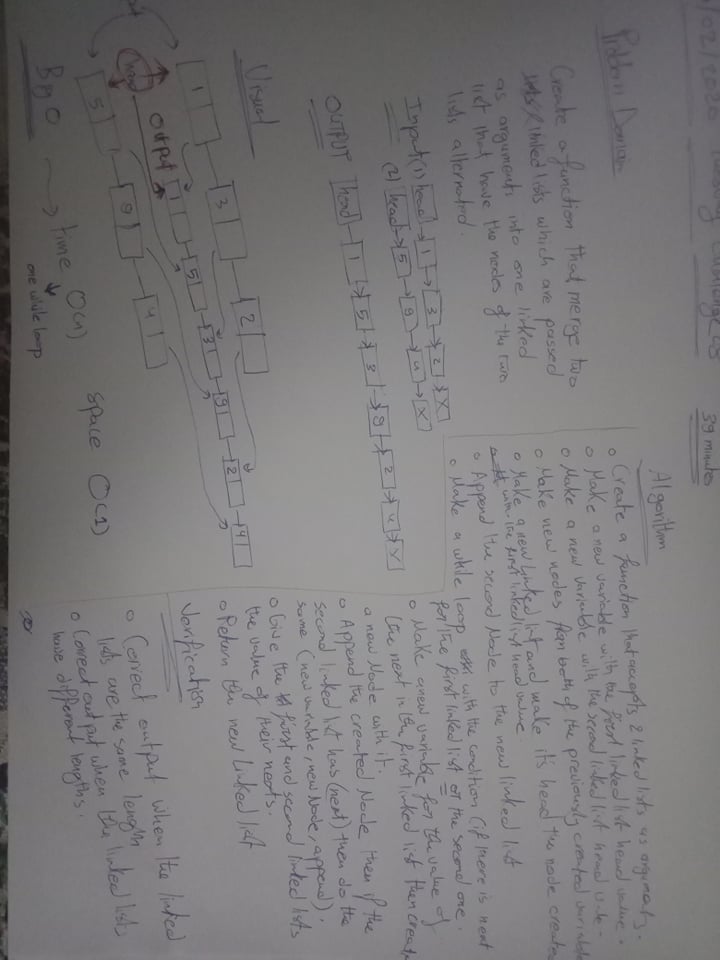 /02/2020
Challenges
39 minutes
Problem Domain
Create a function that merge two
linked lists which are passed
as arguments into one linked
list that have the nodes of the two
lists alternated.
Input (1) head → 1 → 3 → 2 → X
(2) head → 5 → 9 → 4 → X
OUTPUT head → 1 → 5 → 3 → 9 → 2 → 4 → X
Visual
1 3 2
head
output 1 5 3 9 2 4
5 9 4
Big O → time O(n)
one while loop
space O(1)
Algorithm
o Create a function that accepts 2 linked lists as arguments.
o Make a new variable with the first linked list head value.
o Make a new variable with the second linked list head value.
o Make new nodes from both of the previously created variable
o Make a new linked list and make it's head the node created
with the first linked list head value
o Append the second Node to the new linked list
o Make a while loop with the condition (if there is next
for the first linked list or the second one.
o Make a new variable for the value of
the next in the first linked list then create
a new Node with it.
o Append the created Node, then if the
second linked list has (next) then do the
same (new variable, new Node, append).
o Give the first and second linked lists
the value of their nexts.
o Return the new linked list
Verification
o Correct output when the linked
lists are the same length
o Correct output when the linked lists
have different lengths.